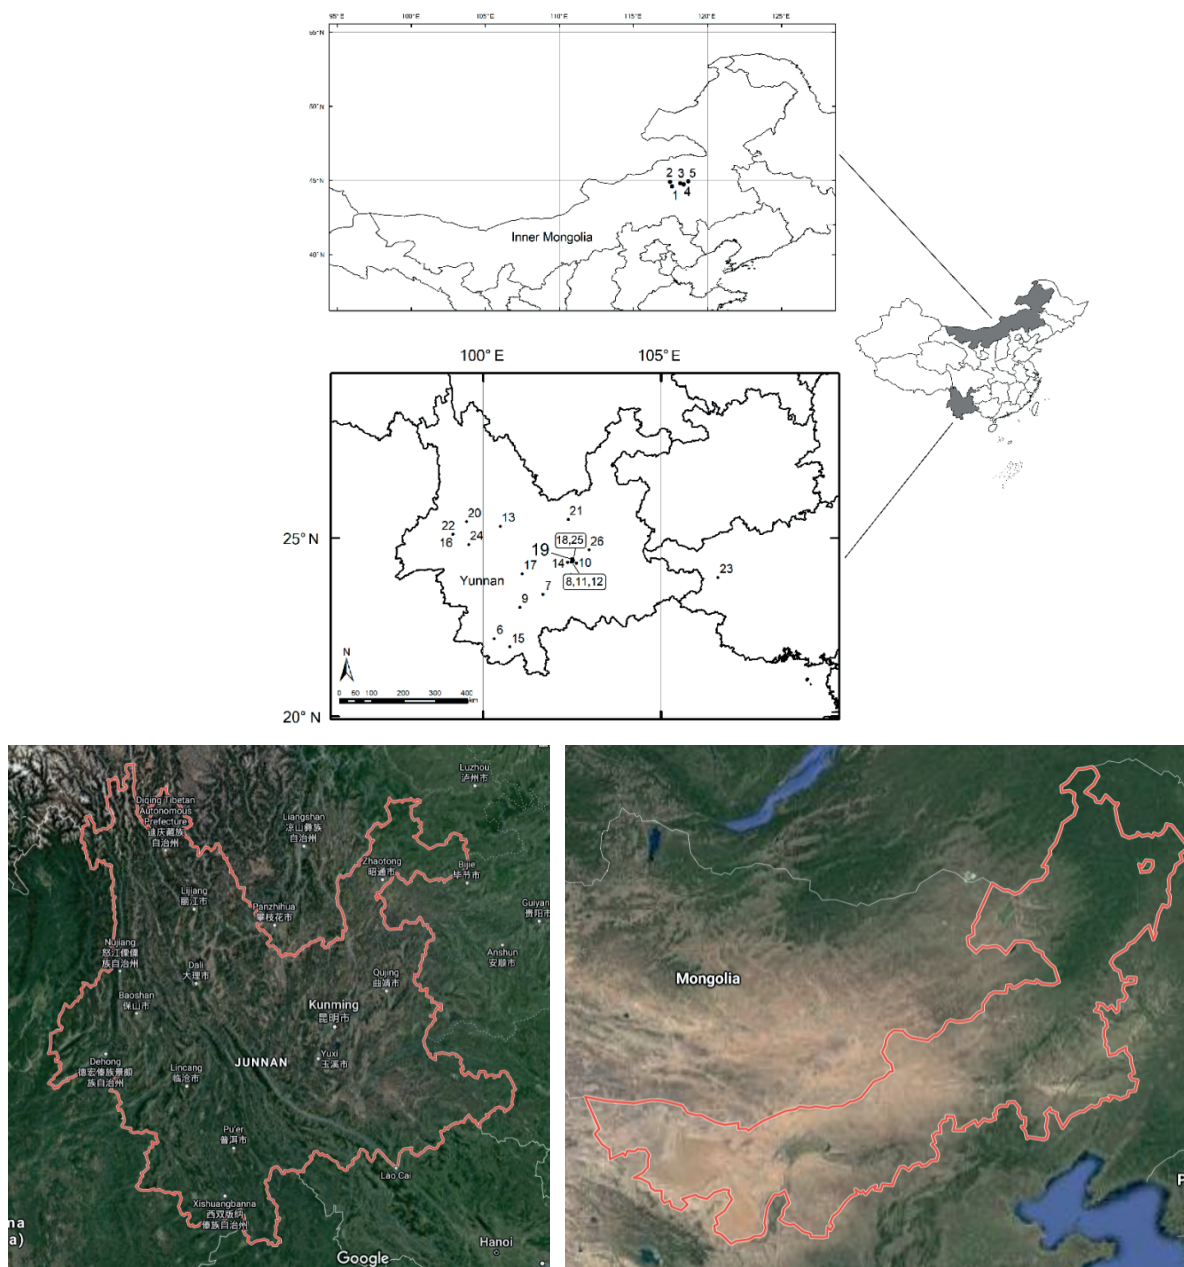 95°E 100°E 105°E 110°E 115°E 120°E 125°E
55°N
50°N
45°N
40°N
2 3 5
1 4
Inner Mongolia
100°E 105°E
25°N
20°N
20
22
16
24
13
21
18,25
19
26
14
10
8,11,12
17
Yunnan
7
9
23
6
15
N
0 50 100 200 300 400
km
Luzhou
泸州市
Diqing Tibetan
Autonomous
Prefecture
迪庆藏族
自治州
Liangshan
凉山彝族
自治州
Zhaotong
昭通市
Bijie
毕节市
Lijiang
丽江市
Panzhihua
攀枝花市
Guiyan
贵阳市
Nujiang
怒江傈僳
族自治州
Dali
大理市
Anshun
安顺市
Qujing
曲靖市
Baoshan
保山市
Kunming
昆明市
Dehong
德宏傣族景颇
族自治州
Lincang
临沧市
JUNNAN
Yuxi
玉溪市
Pu'er
普洱市
Lào Cai
Xishuangbanna
西双版纳
傣族自治州
ma
a)
Google
Hanoi
Mongolia
P